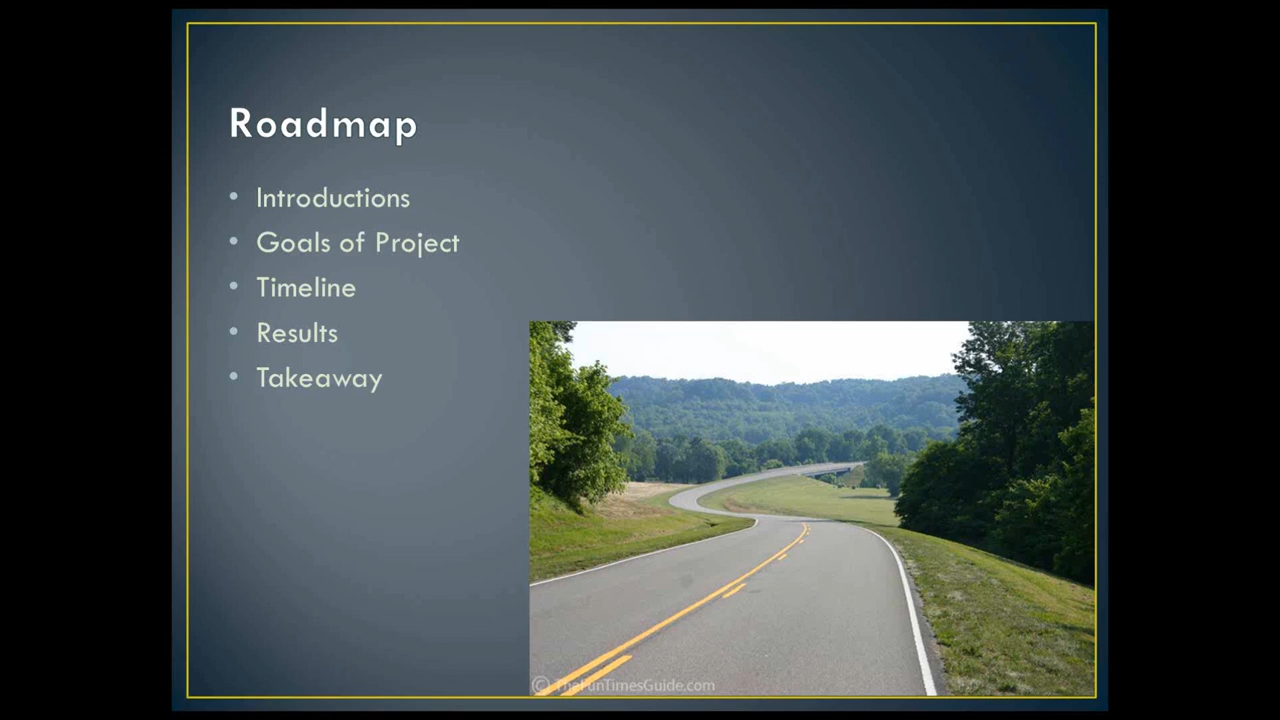 Roadmap
• Introductions
• Goals of Project
• Timeline
• Results
• Takeaway
© TheFunTimesGuide.com